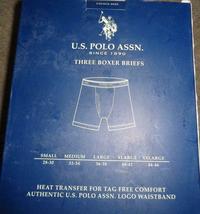 U.S. POLO ASSN.
SINCE 1890
THREE BOXER BRIEFS
SMALL MEDIUM LARGE XLARGE XXLARGE
28-30 32-34 36-38 40-42 44-46
HEAT TRANSFER FOR TAG FREE COMFORT
AUTHENTIC U.S. POLO ASSN. LOGO WAISTBAND